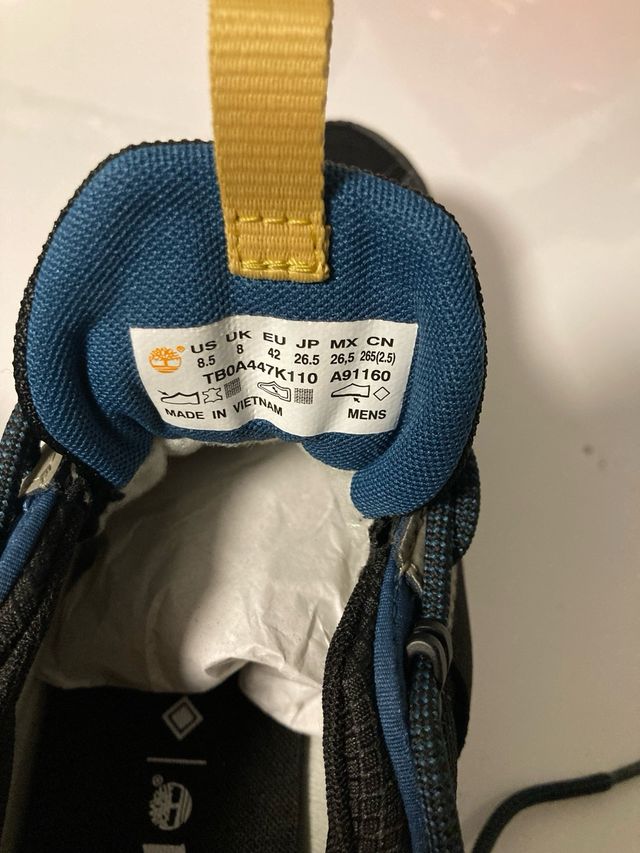 US UK EU JP MX CN
8.5 8 42 26.5 26,5 265(2.5)
TB0A447K110 A91160
MADE IN VIETNAM MENS